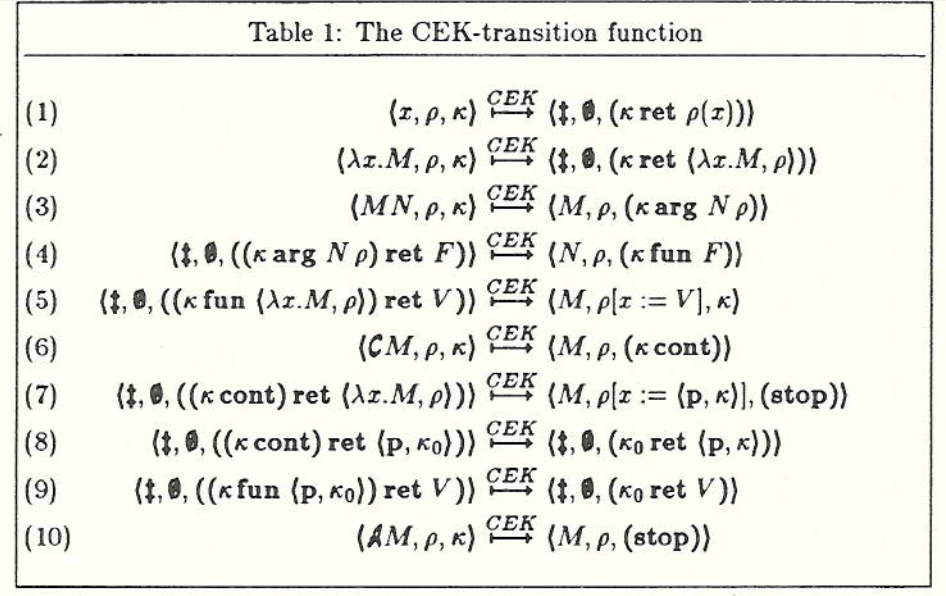 Table 1: The CEK-transition function
(1) ⟨x, ρ, κ⟩ CEK⟼ ⟨‡, ∅, (κ ret ρ(x))⟩
(2) ⟨λx.M, ρ, κ⟩ CEK⟼ ⟨‡, ∅, (κ ret ⟨λx.M, ρ⟩)⟩
(3) ⟨MN, ρ, κ⟩ CEK⟼ ⟨M, ρ, (κ arg N ρ)⟩
(4) ⟨‡, ∅, ((κ arg N ρ) ret F)⟩ CEK⟼ ⟨N, ρ, (κ fun F)⟩
(5) ⟨‡, ∅, ((κ fun ⟨λx.M, ρ⟩) ret V)⟩ CEK⟼ ⟨M, ρ[x := V], κ⟩
(6) ⟨𝒞M, ρ, κ⟩ CEK⟼ ⟨M, ρ, (κ cont)⟩
(7) ⟨‡, ∅, ((κ cont) ret ⟨λx.M, ρ⟩)⟩ CEK⟼ ⟨M, ρ[x := ⟨p, κ⟩], (stop)⟩
(8) ⟨‡, ∅, ((κ cont) ret ⟨p, κ₀⟩)⟩ CEK⟼ ⟨‡, ∅, (κ₀ ret ⟨p, κ⟩)⟩
(9) ⟨‡, ∅, ((κ fun ⟨p, κ₀⟩) ret V)⟩ CEK⟼ ⟨‡, ∅, (κ₀ ret V)⟩
(10) ⟨𝒜M, ρ, κ⟩ CEK⟼ ⟨M, ρ, (stop)⟩